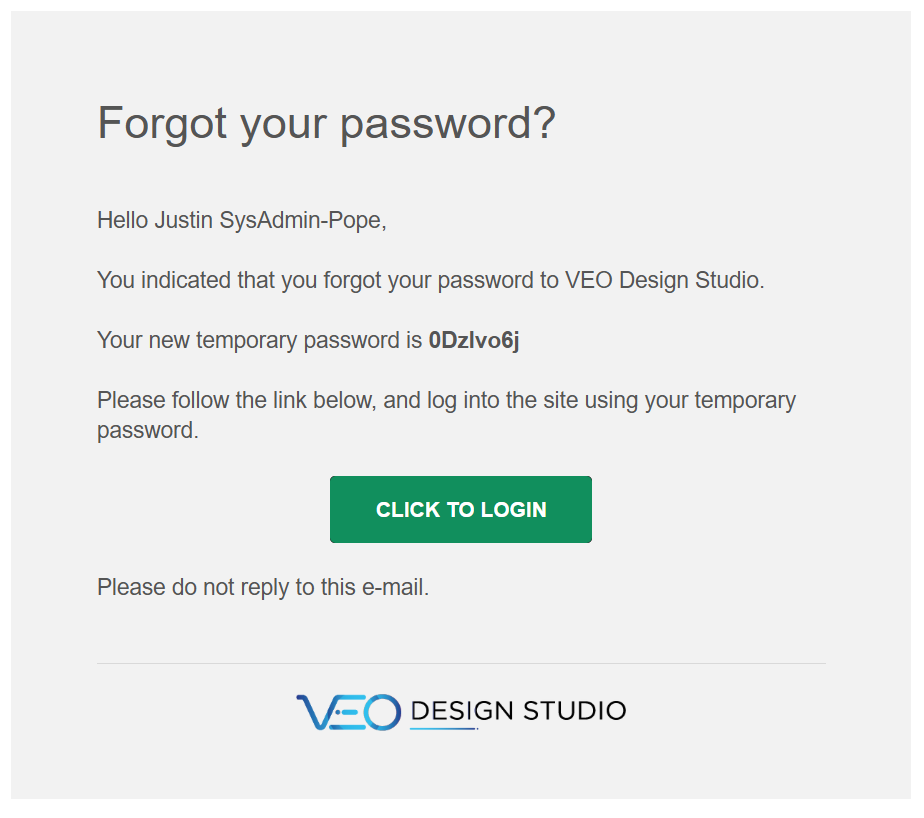 Forgot your password?
Hello Justin SysAdmin-Pope,
You indicated that you forgot your password to VEO Design Studio.
Your new temporary password is 0Dzlvo6j
Please follow the link below, and log into the site using your temporary
password.
CLICK TO LOGIN
Please do not reply to this e-mail.
VEO DESIGN STUDIO